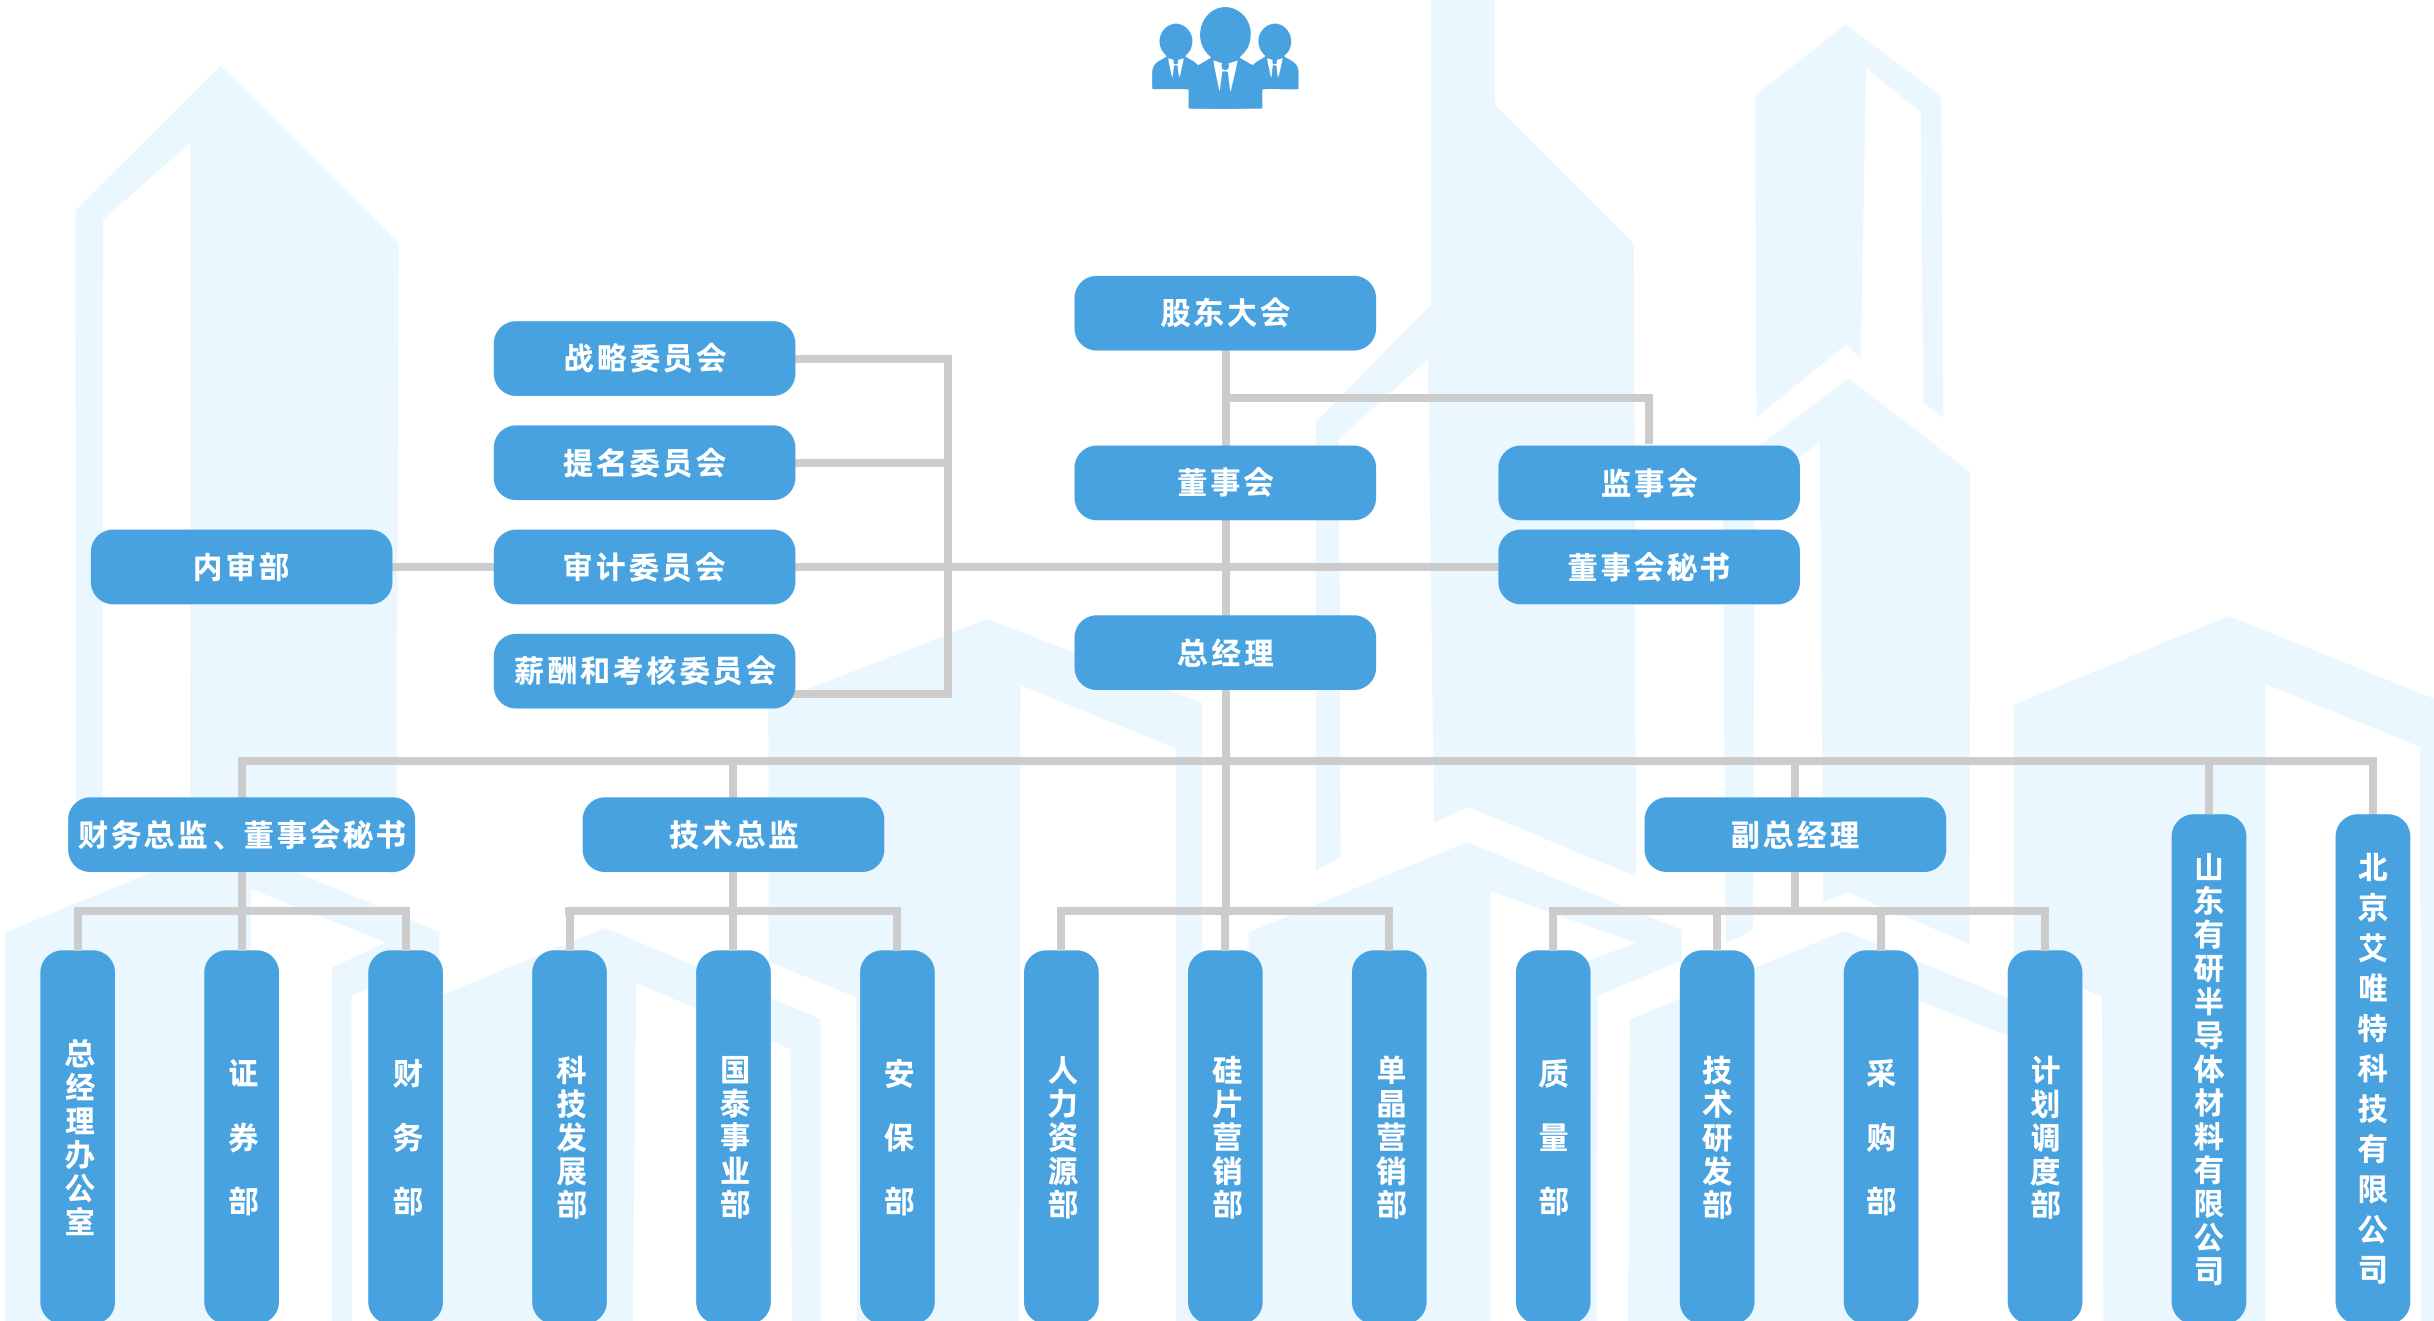 股东大会
战略委员会
提名委员会
董事会
监事会
内审部
审计委员会
董事会秘书
薪酬和考核委员会
总经理
财务总监、董事会秘书
技术总监
副总经理
总经理办公室
证券部
财务部
科技发展部
国泰事业部
安保部
人力资源部
硅片营销部
单晶营销部
质量部
技术研发部
采购部
计划调度部
山东有研半导体材料有限公司
北京艾唯特科技有限公司